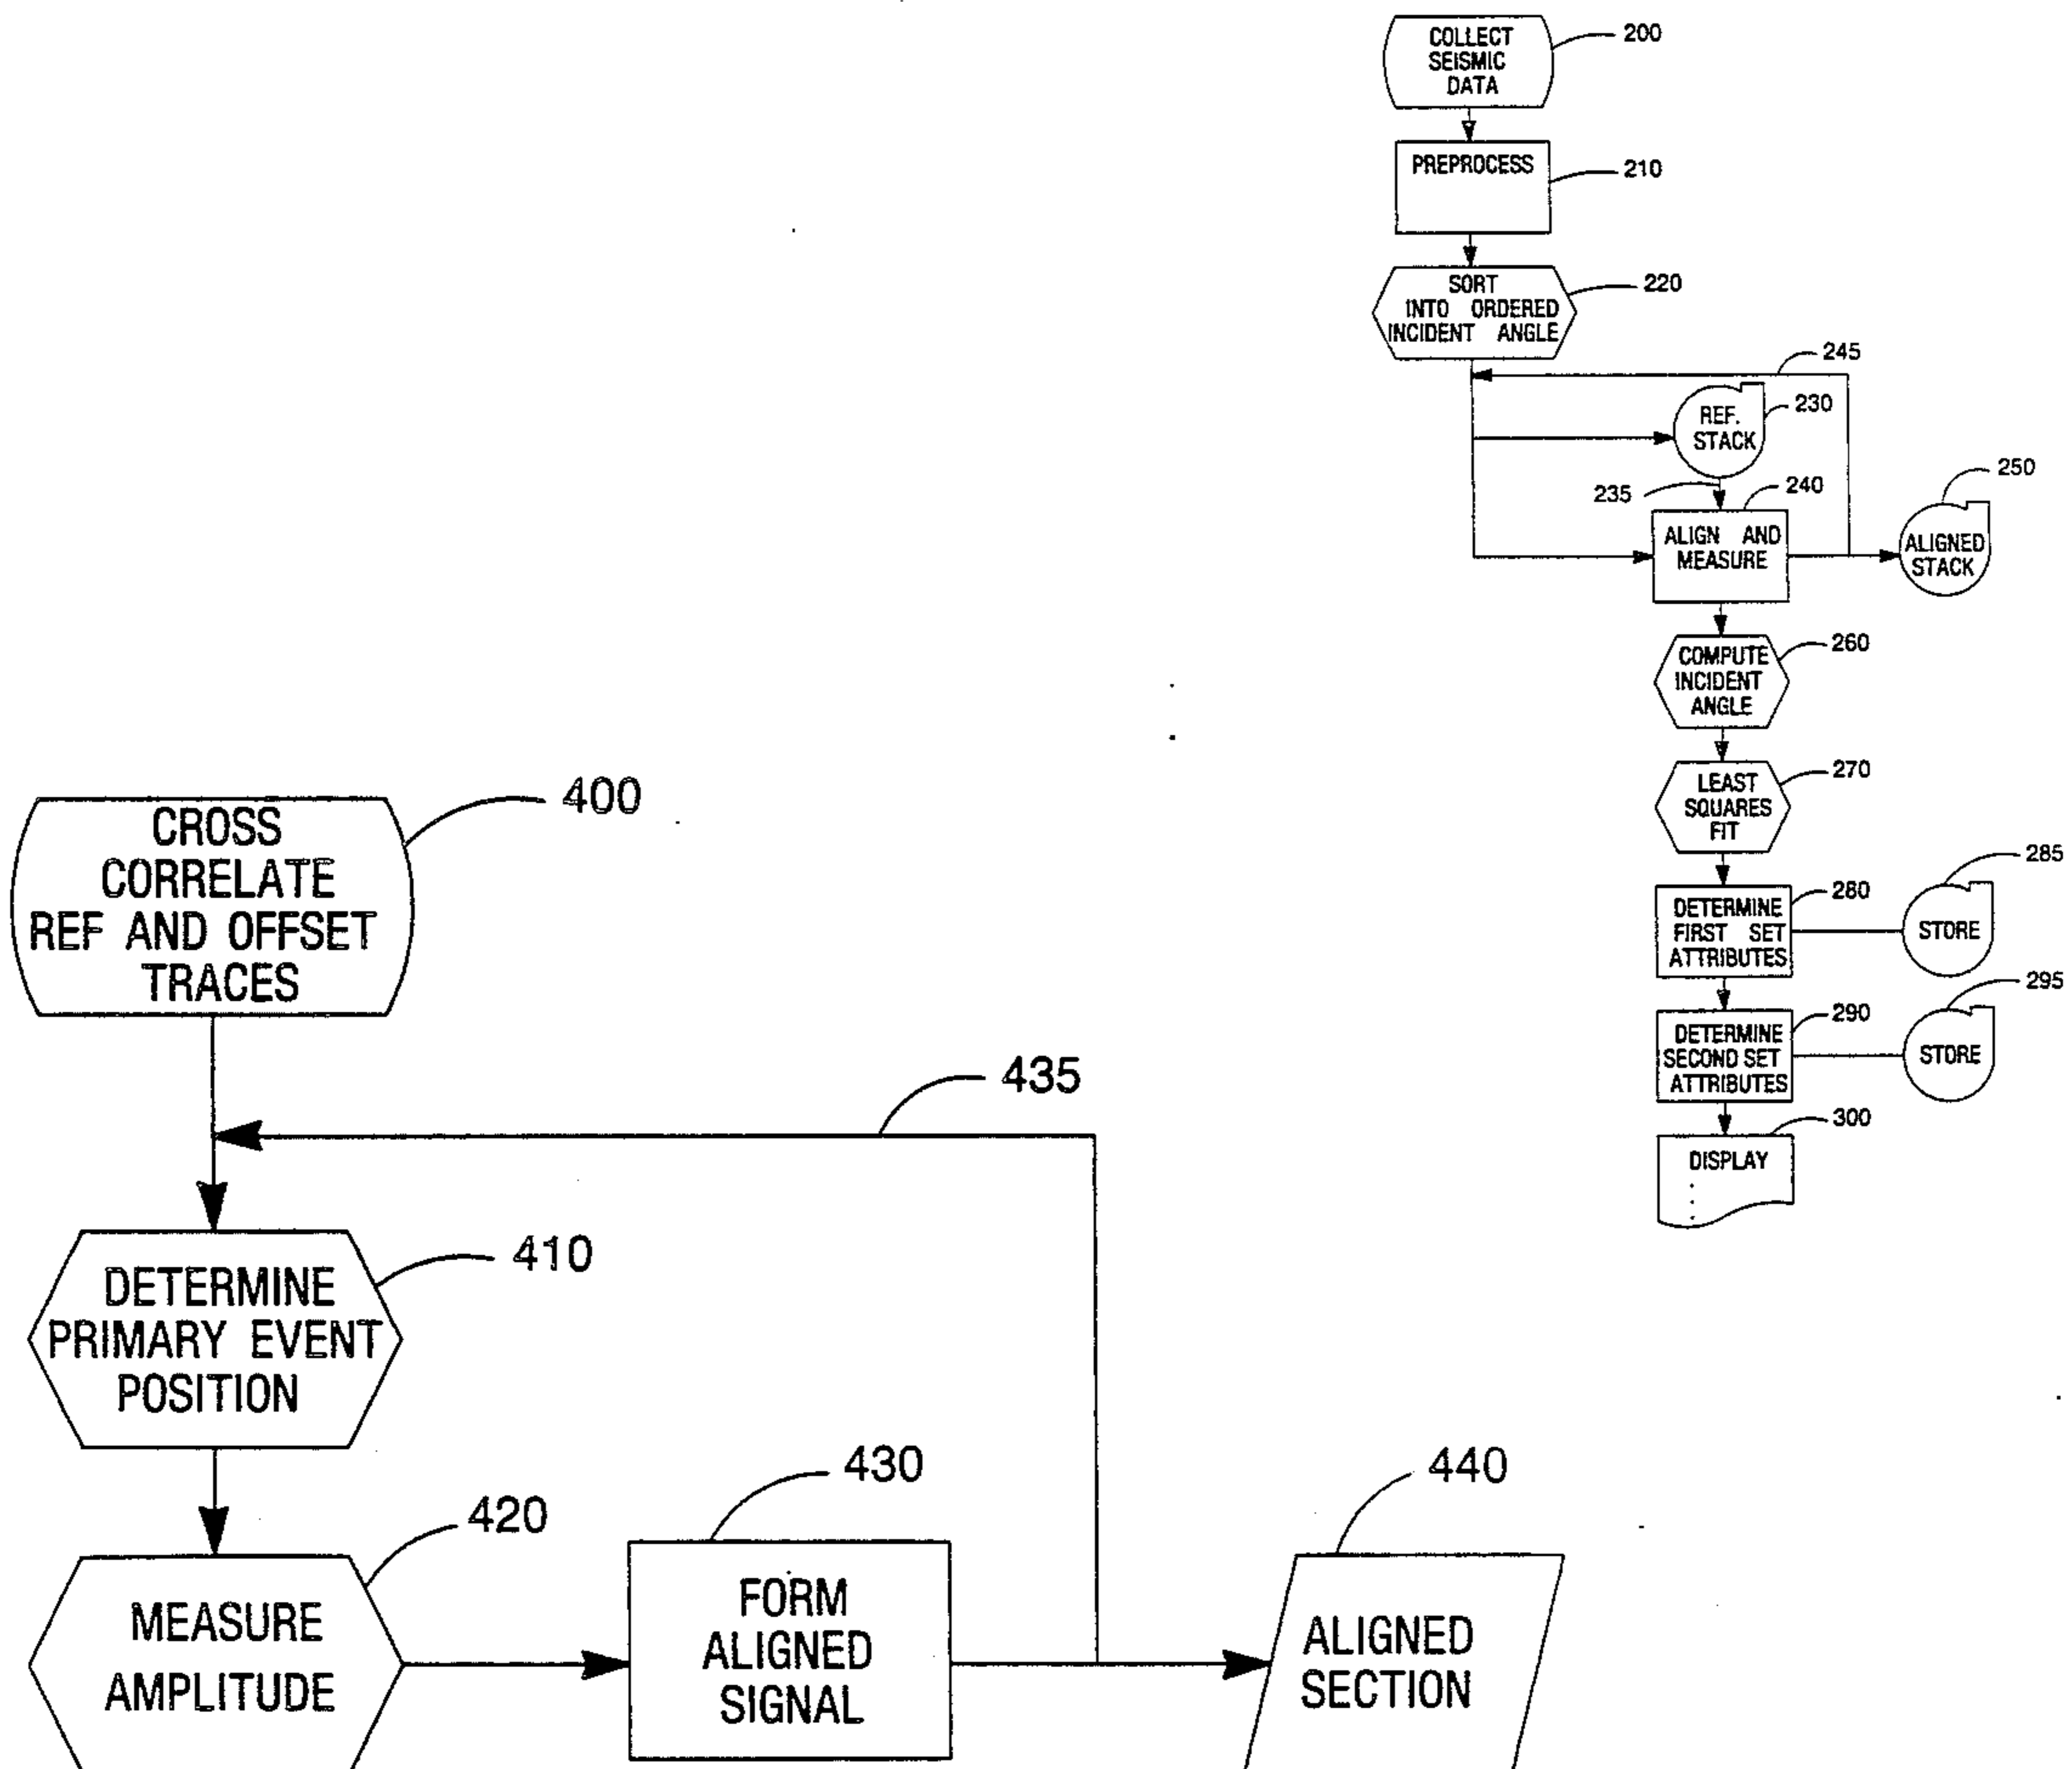 COLLECT
SEISMIC
DATA
200
PREPROCESS
210
SORT
INTO ORDERED
INCIDENT ANGLE
220
245
REF.
STACK
230
235
240
ALIGN AND
MEASURE
250
ALIGNED
STACK
260
COMPUTE
INCIDENT
ANGLE
270
LEAST
SQUARES
FIT
280
DETERMINE
FIRST SET
ATTRIBUTES
285
STORE
290
DETERMINE
SECOND SET
ATTRIBUTES
295
STORE
300
DISPLAY
400
CROSS
CORRELATE
REF AND OFFSET
TRACES
435
410
DETERMINE
PRIMARY EVENT
POSITION
420
MEASURE
AMPLITUDE
430
FORM
ALIGNED
SIGNAL
440
ALIGNED
SECTION